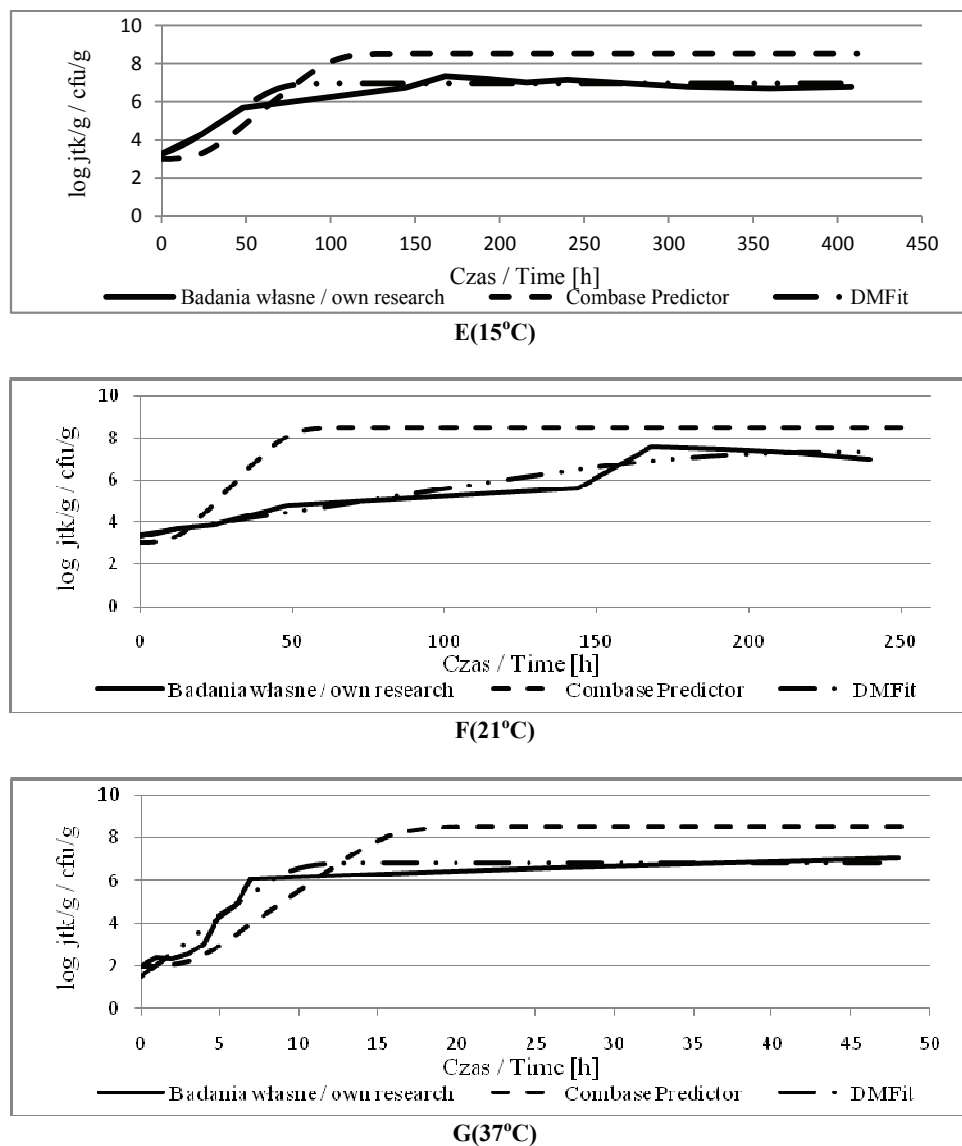 10
8
6
4
2
0
log jtk/g / cfu/g
0 50 100 150 200 250 300 350 400 450
Czas / Time [h]
Badania własne / own research Combase Predictor DMFit
E(15°C)
10
8
6
4
2
0
log jtk/g / cfu/g
0 50 100 150 200 250
Czas / Time [h]
Badania własne / own research Combase Predictor DMFit
F(21°C)
10
8
6
4
2
0
log jtk/g / cfu/g
0 5 10 15 20 25 30 35 40 45 50
Czas / Time [h]
Badania własne / own research Combase Predictor DMFit
G(37°C)